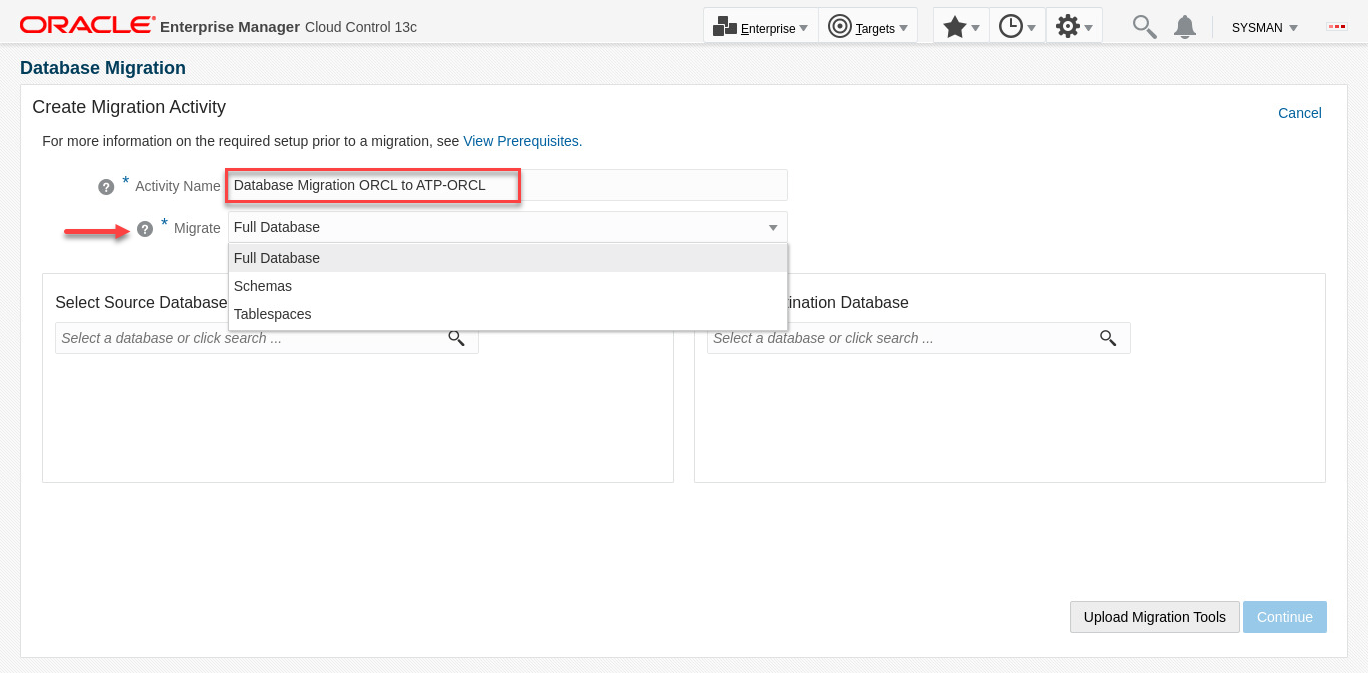 ORACLE Enterprise Manager Cloud Control 13c Enterprise Targets SYSMAN
Database Migration
Create Migration Activity
Cancel
For more information on the required setup prior to a migration, see View Prerequisites.
? * Activity Name Database Migration ORCL to ATP-ORCL
? * Migrate Full Database
Full Database
Schemas
Tablespaces
Select Source Database
Database
Select a database or click search ...
Select a database or click search ...
Upload Migration Tools Continue